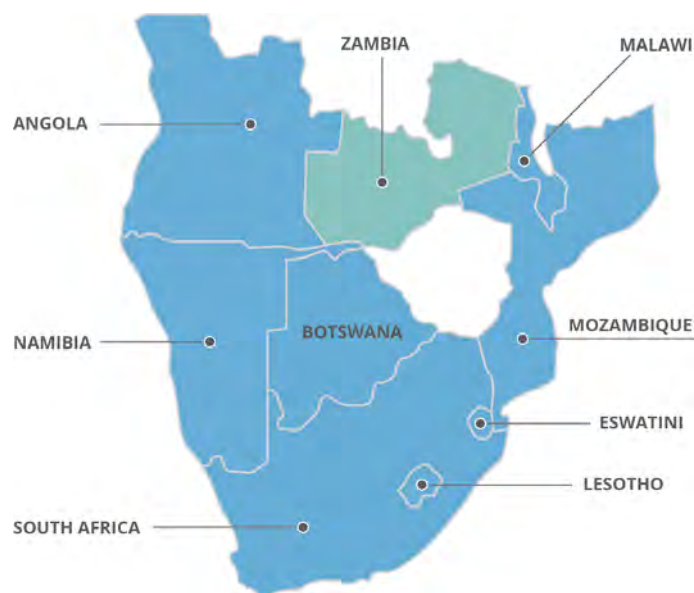 ZAMBIA
MALAWI
ANGOLA
MOZAMBIQUE
BOTSWANA
NAMIBIA
ESWATINI
LESOTHO
SOUTH AFRICA